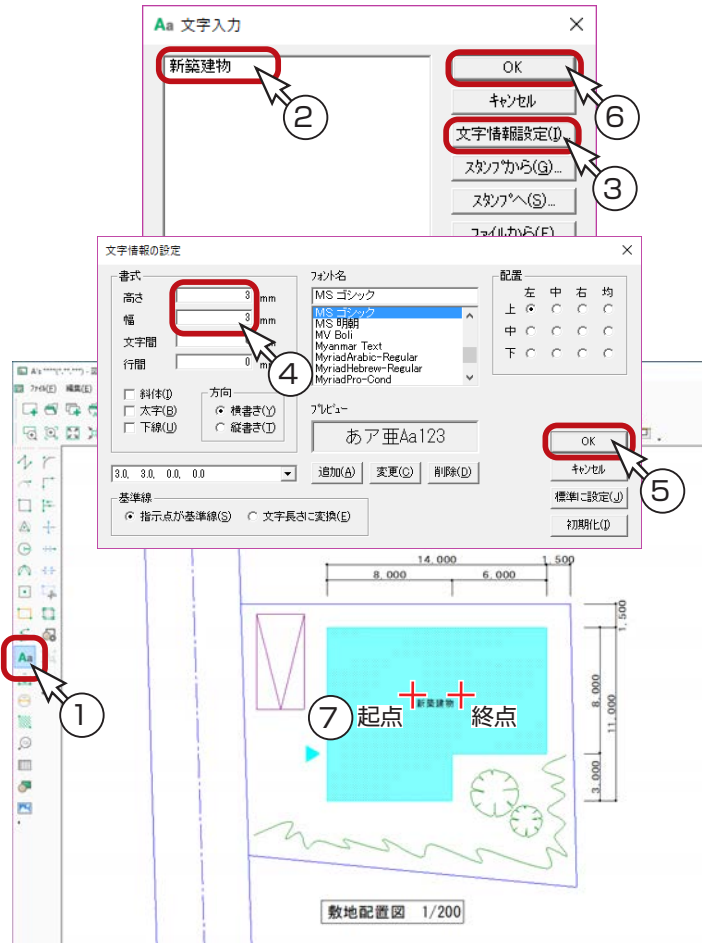 Aa 文字入力
新築建物
②
OK
⑥
キャンセル
文字情報設定(I)...
③
スタンプから(G)...
スタンプへ(S)...
ファイルから(F)
文字情報の設定
書式
高さ 3 mm
幅 3 mm
文字間
行間 0 mm
④
斜体(I)
太字(B)
下線(U)
方向
横書き(Y)
縦書き(T)
3.0, 3.0, 0.0, 0.0
基準線
指示点が基準線(S) 文字長さに変換(E)
フォント名
MS ゴシック
MS ゴシック
MS 明朝
MV Boli
Myanmar Text
MyriadArabic-Regular
MyriadHebrew-Regular
MyriadPro-Cond
プレビュー
あア亜Aa123
追加(A) 変更(C) 削除(D)
配置
左 中 右 均
上
中
下
OK
⑤
キャンセル
標準に設定(J)
初期化(I)
ファイル(F) 編集(E)
Aa
①
14,000 1,500
8,000 6,000
1,500
8,000
11,000
3,000
⑦ 起点 新築建物 終点
敷地配置図 1/200